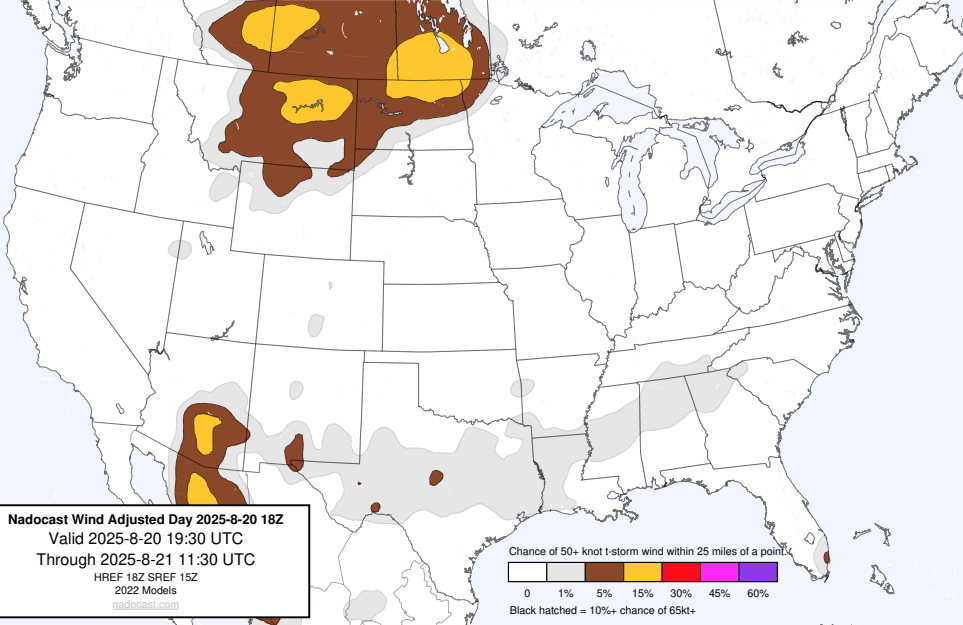 Nadocast Wind Adjusted Day 2025-8-20 18Z
Valid 2025-8-20 19:30 UTC
Through 2025-8-21 11:30 UTC
HREF 18Z SREF 15Z
2022 Models
nadocast.com
Chance of 50+ knot t-storm wind within 25 miles of a point.
0 1% 5% 15% 30% 45% 60%
Black hatched = 10%+ chance of 65kt+